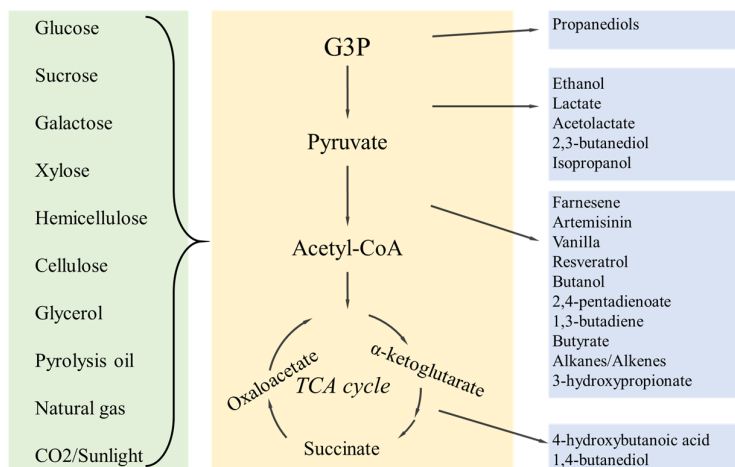 Glucose
Sucrose
Galactose
Xylose
Hemicellulose
Cellulose
Glycerol
Pyrolysis oil
Natural gas
CO2/Sunlight
G3P
Pyruvate
Acetyl-CoA
α-ketoglutarate
Oxaloacetate
TCA cycle
Succinate
Propanediols
Ethanol
Lactate
Acetolactate
2,3-butanediol
Isopropanol
Farnesene
Artemisinin
Vanilla
Resveratrol
Butanol
2,4-pentadienoate
1,3-butadiene
Butyrate
Alkanes/Alkenes
3-hydroxypropionate
4-hydroxybutanoic acid
1,4-butanediol